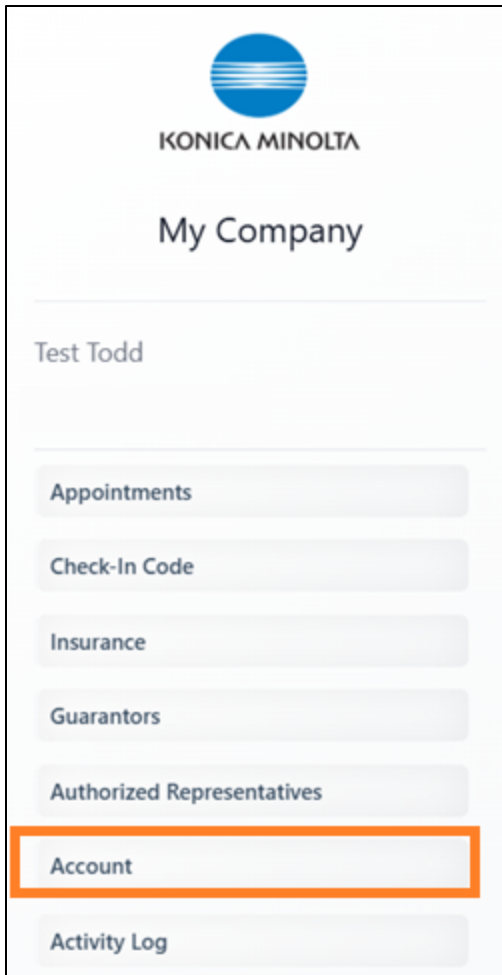 KONICA MINOLTA
My Company
Test Todd
Appointments
Check-In Code
Insurance
Guarantors
Authorized Representatives
Account
Activity Log